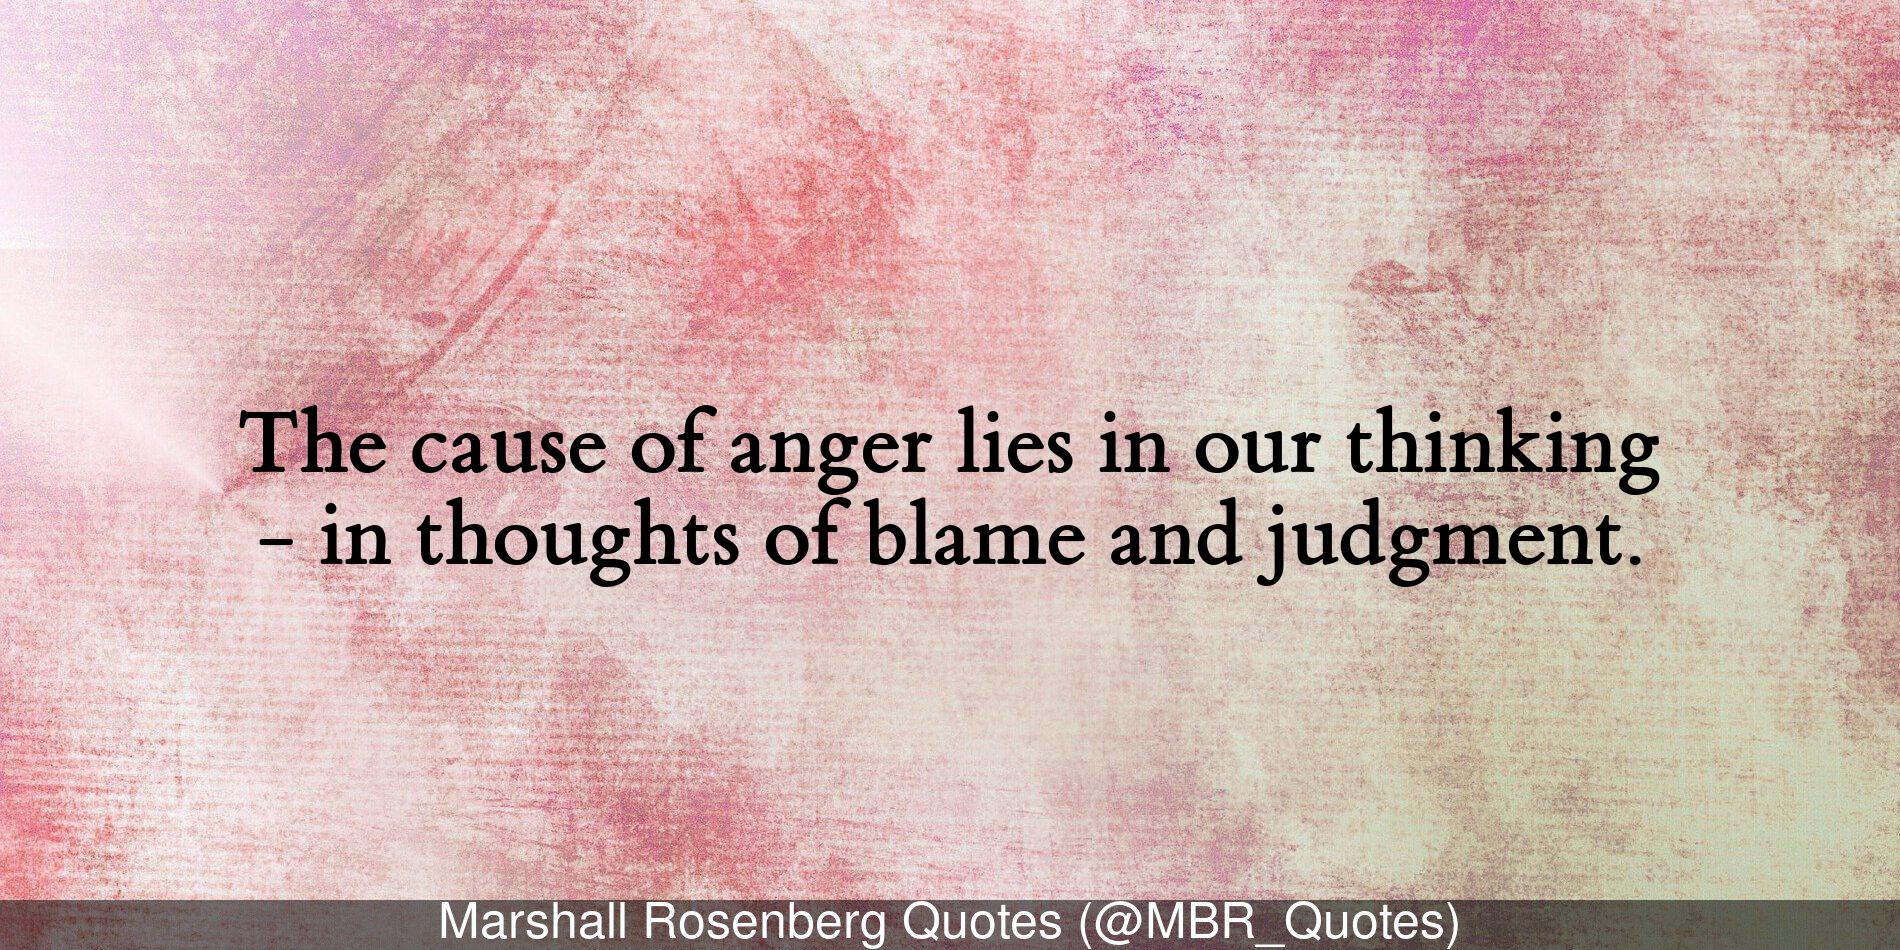 The cause of anger lies in our thinking
- in thoughts of blame and judgment.
Marshall Rosenberg Quotes (@MBR_Quotes)